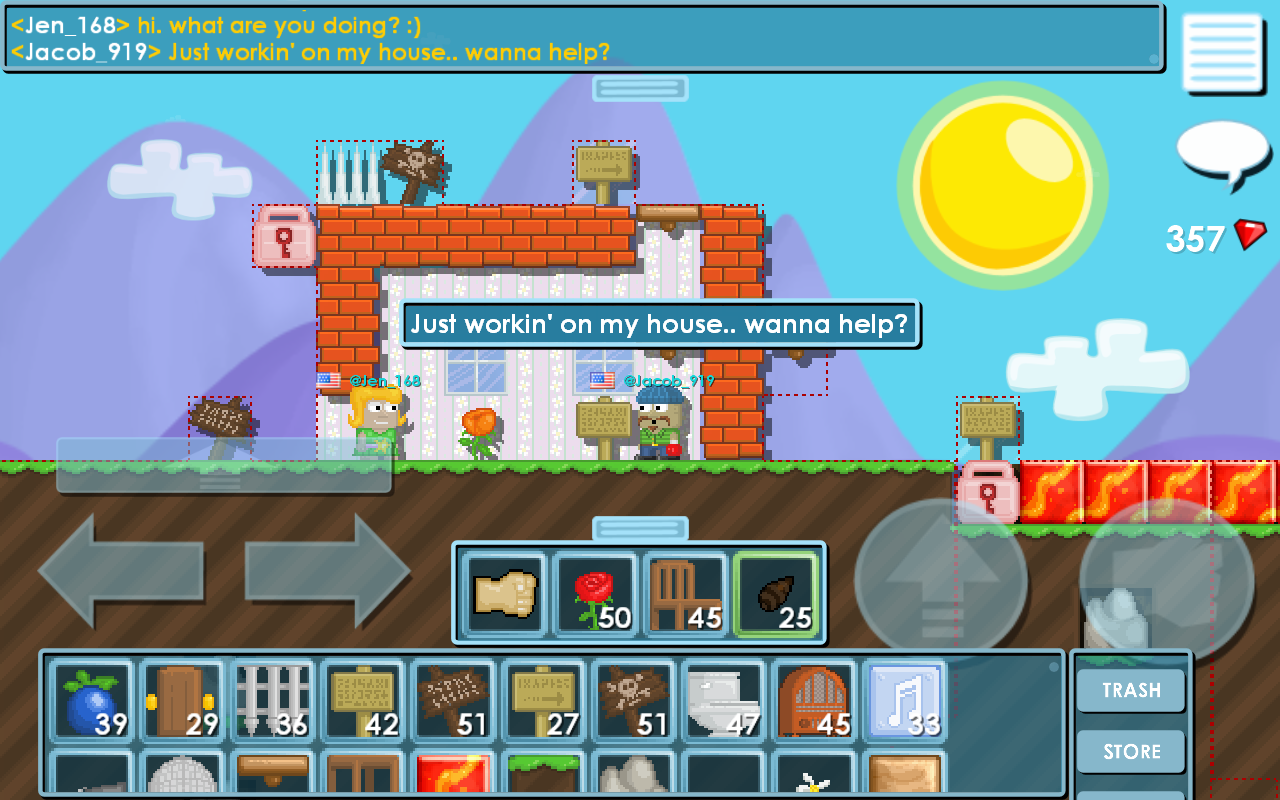 <Jen_168> hi. what are you doing? :)
<Jacob_919> Just workin' on my house.. wanna help?
357
Just workin' on my house.. wanna help?
@Jen_168
@Jacob_919
50
45
25
39
29
36
42
51
27
51
47
45
33
TRASH
STORE